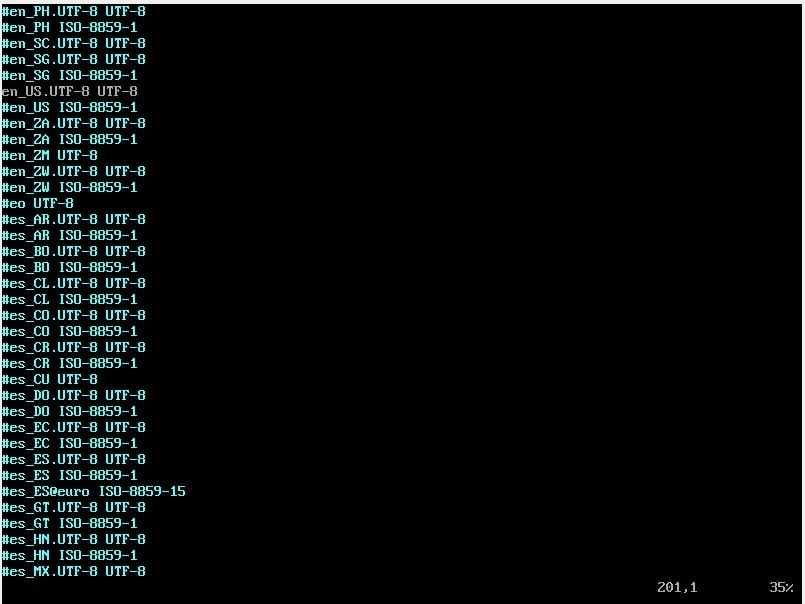 #en_PH.UTF-8 UTF-8
#en_PH ISO-8859-1
#en_SC.UTF-8 UTF-8
#en_SG.UTF-8 UTF-8
#en_SG ISO-8859-1
en_US.UTF-8 UTF-8
#en_US ISO-8859-1
#en_ZA.UTF-8 UTF-8
#en_ZA ISO-8859-1
#en_ZM UTF-8
#en_ZW.UTF-8 UTF-8
#en_ZW ISO-8859-1
#eo UTF-8
#es_AR.UTF-8 UTF-8
#es_AR ISO-8859-1
#es_BO.UTF-8 UTF-8
#es_BO ISO-8859-1
#es_CL.UTF-8 UTF-8
#es_CL ISO-8859-1
#es_CO.UTF-8 UTF-8
#es_CO ISO-8859-1
#es_CR.UTF-8 UTF-8
#es_CR ISO-8859-1
#es_CU UTF-8
#es_DO.UTF-8 UTF-8
#es_DO ISO-8859-1
#es_EC.UTF-8 UTF-8
#es_EC ISO-8859-1
#es_ES.UTF-8 UTF-8
#es_ES ISO-8859-1
#es_ES@euro ISO-8859-15
#es_GT.UTF-8 UTF-8
#es_GT ISO-8859-1
#es_HN.UTF-8 UTF-8
#es_HN ISO-8859-1
#es_MX.UTF-8 UTF-8
201,1 35%